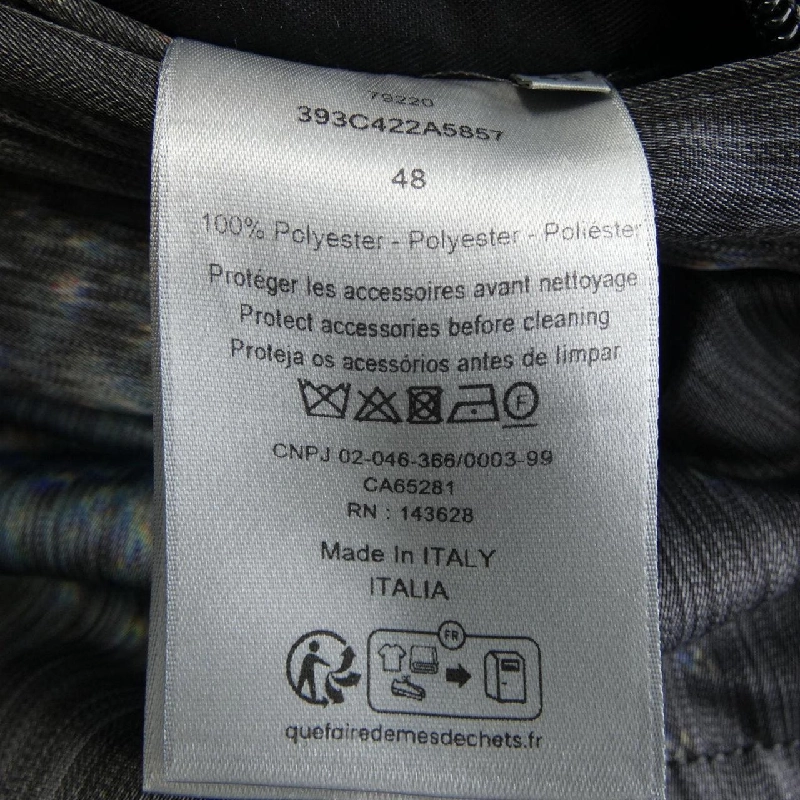 79220
393C422A5857
48
100% Polyester - Polyester - Poliéster
Protéger les accessoires avant nettoyage
Protect accessories before cleaning
Proteja os acessórios antes de limpar
F
CNPJ 02-046-366/0003-99
CA65281
RN : 143628
Made In ITALY
ITALIA
FR
quefairedemesdechets.fr